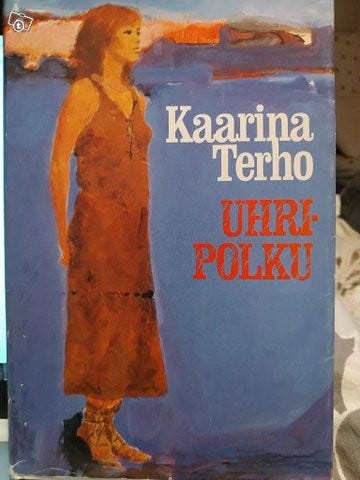 Kaarina
Terho
UHRI-
POLKU